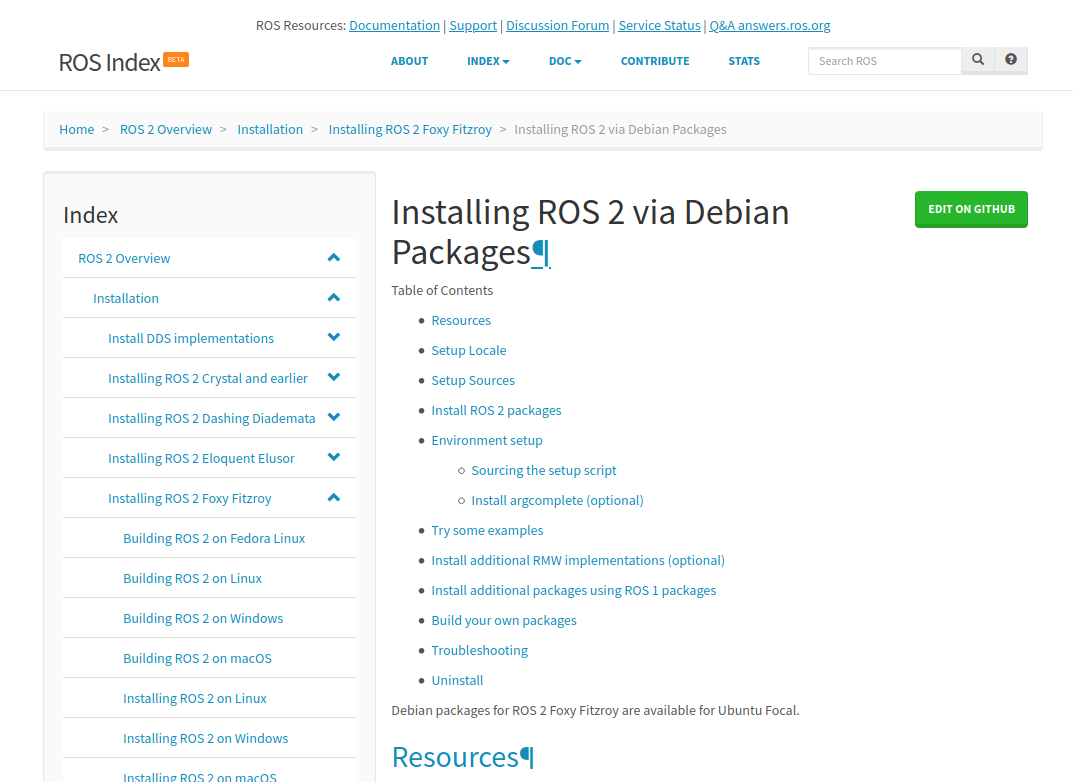 ROS Resources: Documentation | Support | Discussion Forum | Service Status | Q&A answers.ros.org
ROS Index BETA
ABOUT INDEX DOC CONTRIBUTE STATS
Search ROS
Home > ROS 2 Overview > Installation > Installing ROS 2 Foxy Fitzroy > Installing ROS 2 via Debian Packages
Index
ROS 2 Overview
Installation
Install DDS implementations
Installing ROS 2 Crystal and earlier
Installing ROS 2 Dashing Diademata
Installing ROS 2 Eloquent Elusor
Installing ROS 2 Foxy Fitzroy
Building ROS 2 on Fedora Linux
Building ROS 2 on Linux
Building ROS 2 on Windows
Building ROS 2 on macOS
Installing ROS 2 on Linux
Installing ROS 2 on Windows
Installing ROS 2 on macOS
Installing ROS 2 via Debian
Packages¶
EDIT ON GITHUB
Table of Contents
Resources
Setup Locale
Setup Sources
Install ROS 2 packages
Environment setup
Sourcing the setup script
Install argcomplete (optional)
Try some examples
Install additional RMW implementations (optional)
Install additional packages using ROS 1 packages
Build your own packages
Troubleshooting
Uninstall
Debian packages for ROS 2 Foxy Fitzroy are available for Ubuntu Focal.
Resources¶